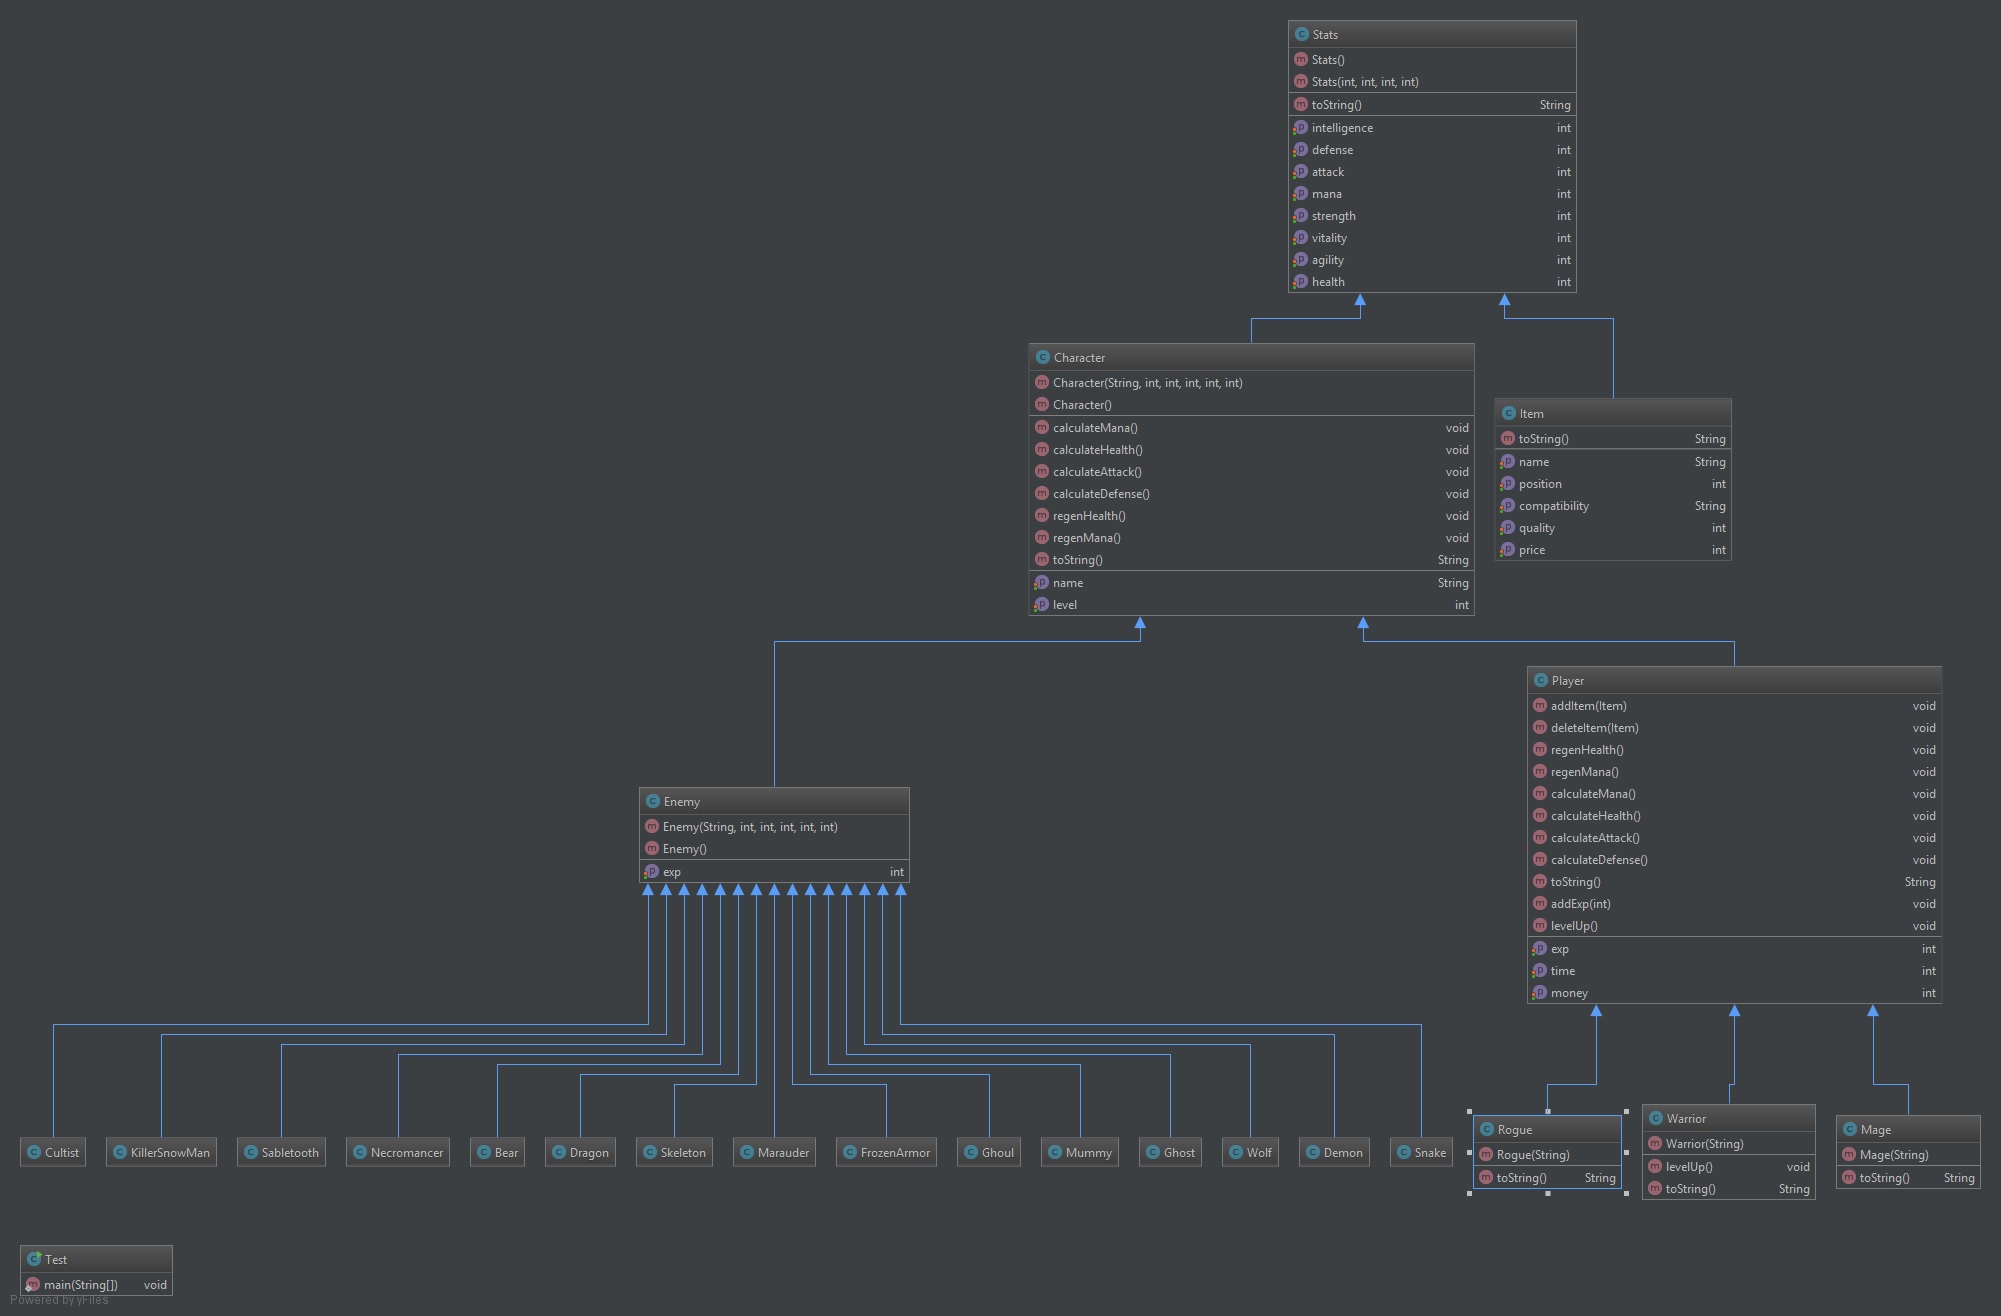 Stats
Stats()
Stats(int, int, int, int)
toString() String
intelligence int
defense int
attack int
mana int
strength int
vitality int
agility int
health int
Character
Character(String, int, int, int, int, int)
Character()
calculateMana() void
calculateHealth() void
calculateAttack() void
calculateDefense() void
regenHealth() void
regenMana() void
toString() String
name String
level int
Item
toString() String
name String
position int
compatibility String
quality int
price int
Player
addItem(Item) void
deleteItem(Item) void
regenHealth() void
regenMana() void
calculateMana() void
calculateHealth() void
calculateAttack() void
calculateDefense() void
toString() String
addExp(int) void
levelUp() void
exp int
time int
money int
Enemy
Enemy(String, int, int, int, int, int)
Enemy()
exp int
Cultist
KillerSnowMan
Sabletooth
Necromancer
Bear
Dragon
Skeleton
Marauder
FrozenArmor
Ghoul
Mummy
Ghost
Wolf
Demon
Snake
Rogue
Rogue(String)
toString() String
Warrior
Warrior(String)
levelUp() void
toString() String
Mage
Mage(String)
toString() String
Test
main(String[]) void
Powered by yFiles